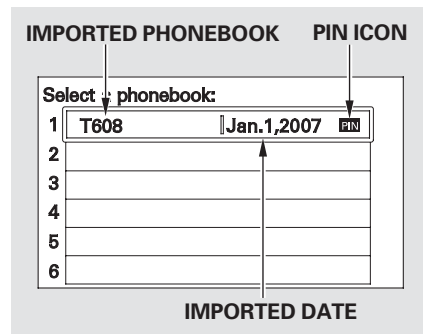 IMPORTED PHONEBOOK PIN ICON
Select a phonebook:
1 T608 Jan.1,2007 PIN
2
3
4
5
6
IMPORTED DATE